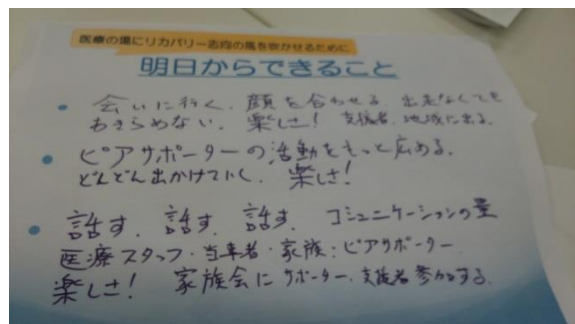 医療の場にリカバリー志向の風を吹かせるために
明日からできること
• 会いに行く、顔を合わせる、出来なくても
あきらめない、楽しさ! 支援者、地域に出る、
• ピアサポーターの活動をもっと広める、
どんどん出かけていく、楽しさ!
• 話す、話す、話す、コミュニケーションの量
医療スタッフ・当事者・家族・ピアサポーター
楽しさ! 家族会にサポーター、支援者参加する、